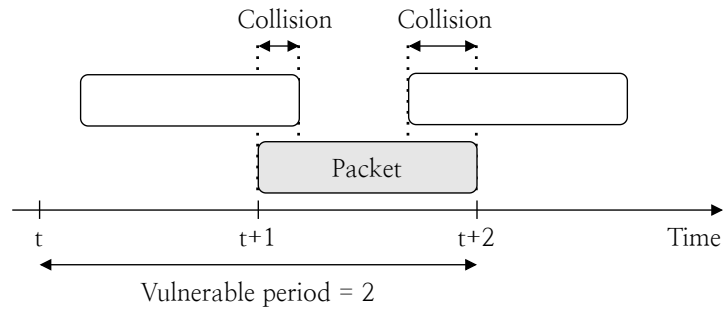 Collision Collision
Packet
t t+1 t+2 Time
Vulnerable period = 2